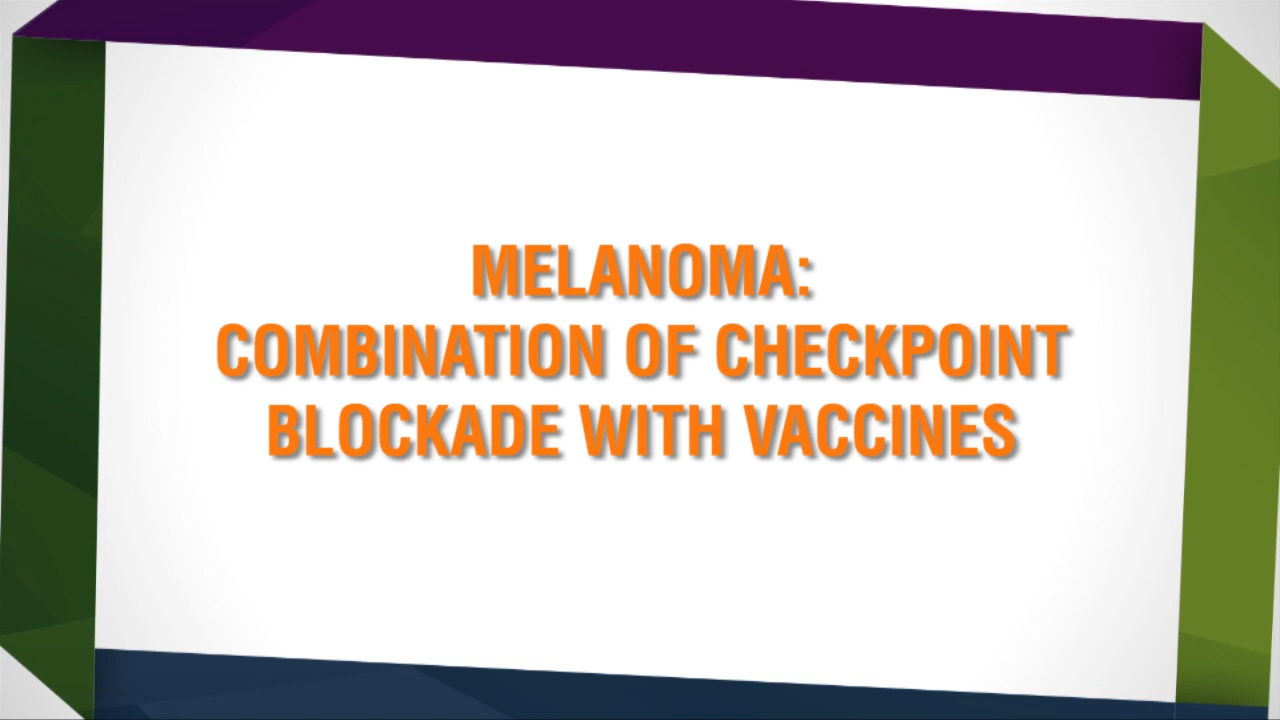 MELANOMA:
COMBINATION OF CHECKPOINT
BLOCKADE WITH VACCINES